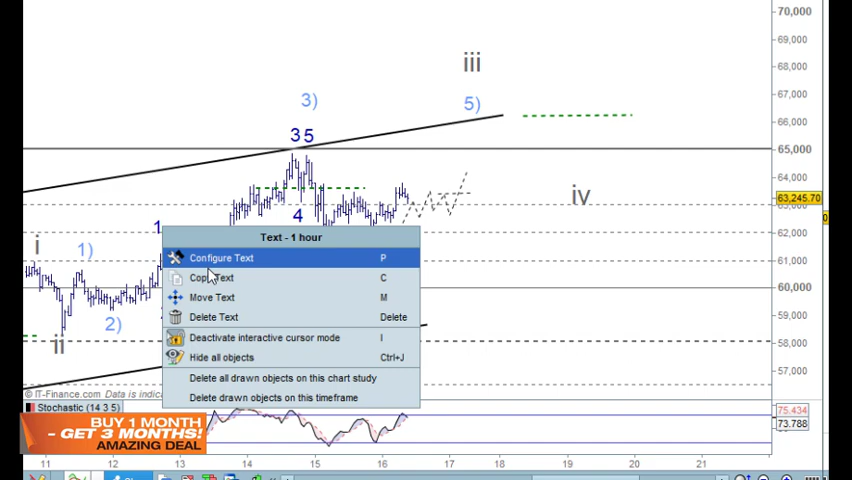 70,000
69,000
68,000
67,000
66,000
65,000
64,000
63,245.70
62,000
61,000
60,000
59,000
58,000
57,000
iii
3)
5)
3 5
iv
4
1
i
1)
2)
ii
Text - 1 hour
Configure Text P
Copy Text C
Move Text M
Delete Text Delete
Deactivate interactive cursor mode I
Hide all objects Ctrl+J
Delete all drawn objects on this chart study
Delete drawn objects on this timeframe
© IT-Finance.com Data is indic
Stochastic (14 3 5)
75.434
73.788
BUY 1 MONTH
- GET 3 MONTHS!
AMAZING DEAL
11 12 13 14 15 16 17 18 19 20 21